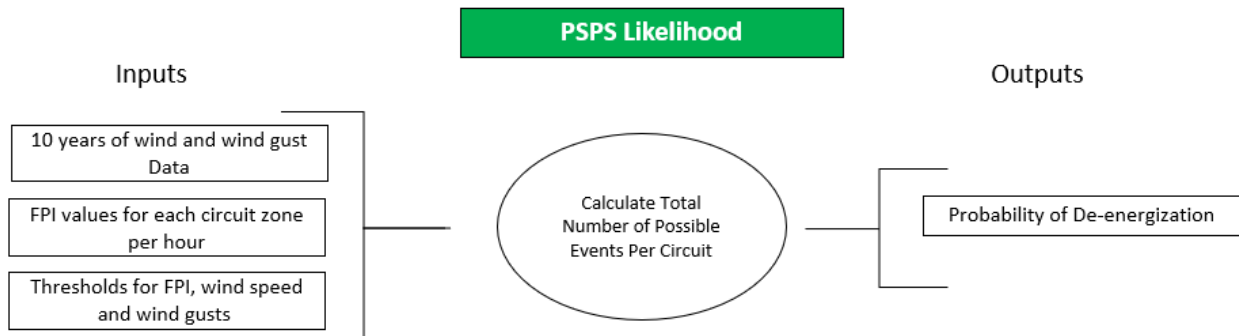 PSPS Likelihood
Inputs
Outputs
10 years of wind and wind gust
Data
FPI values for each circuit zone
per hour
Thresholds for FPI, wind speed
and wind gusts
Calculate Total
Number of Possible
Events Per Circuit
Probability of De-energization